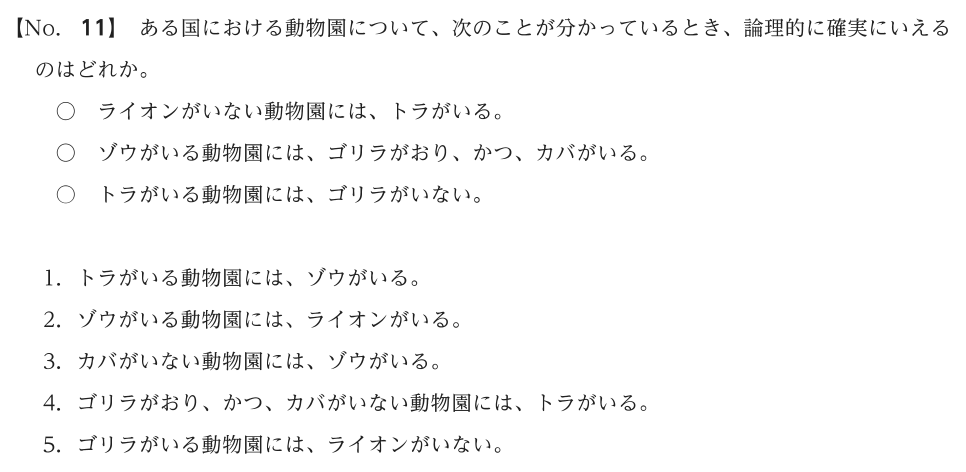 【No. 11】 ある国における動物園について、次のことが分かっているとき、論理的に確実にいえる
のはどれか。
○ ライオンがいない動物園には、トラがいる。
○ ゾウがいる動物園には、ゴリラがおり、かつ、カバがいる。
○ トラがいる動物園には、ゴリラがいない。
1. トラがいる動物園には、ゾウがいる。
2. ゾウがいる動物園には、ライオンがいる。
3. カバがいない動物園には、ゾウがいる。
4. ゴリラがおり、かつ、カバがいない動物園には、トラがいる。
5. ゴリラがいる動物園には、ライオンがいない。